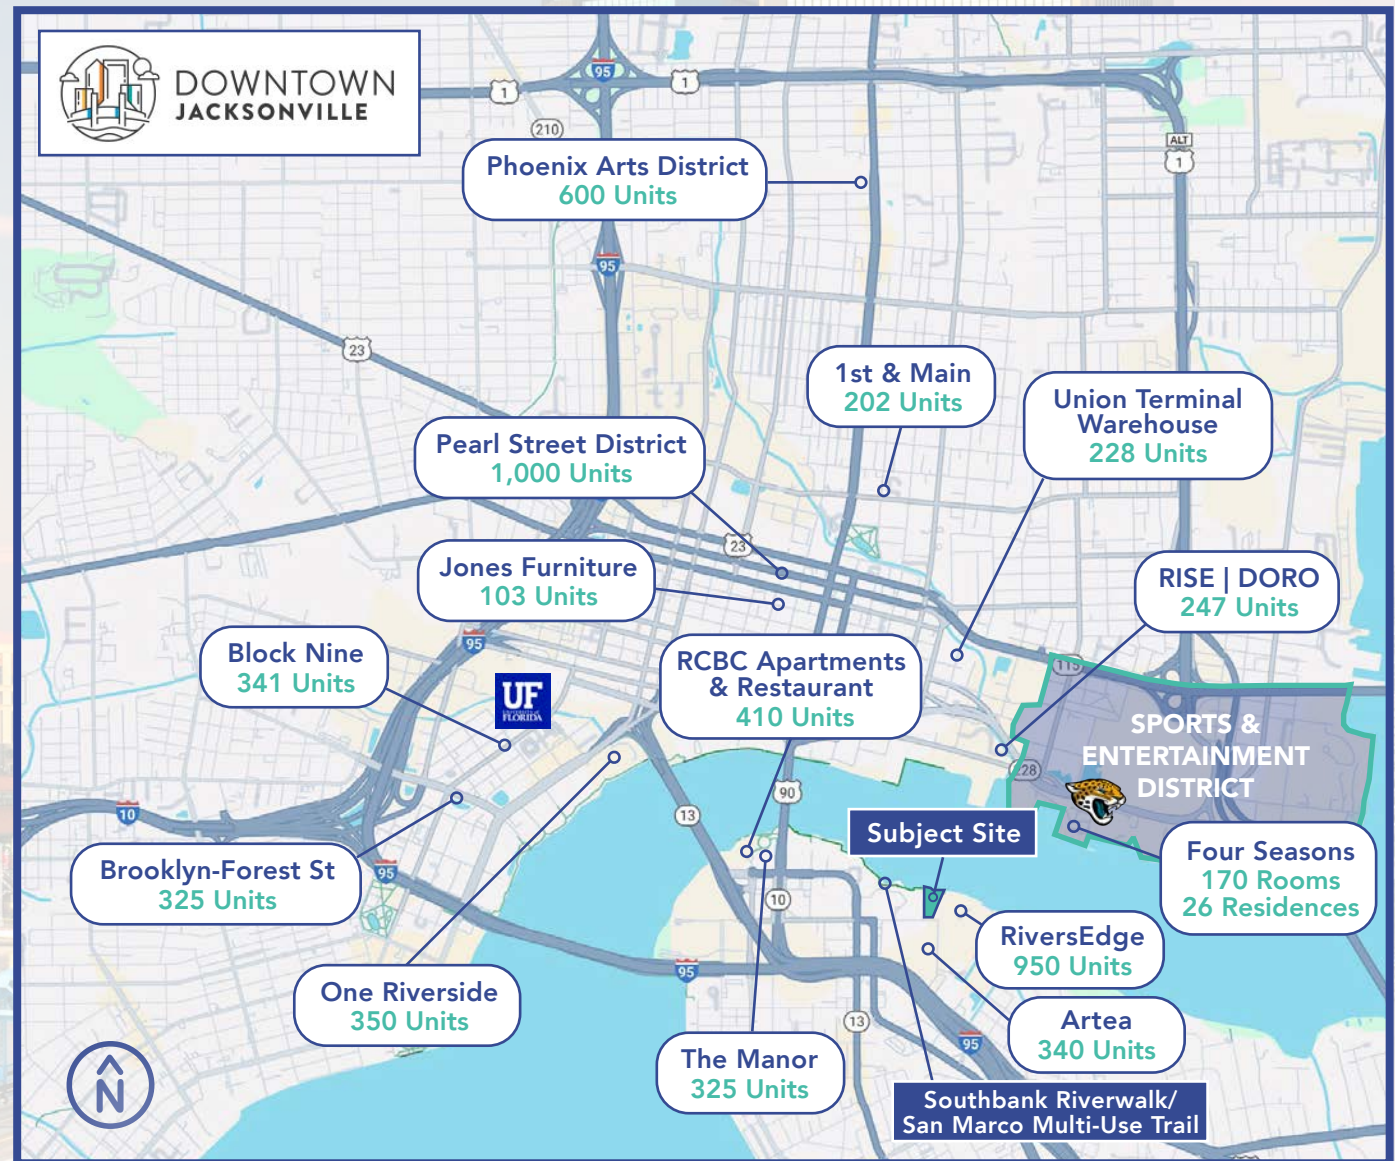 DOWNTOWN
JACKSONVILLE
95
1
1
210
ALT
1
Phoenix Arts District
600 Units
95
23
1st & Main
202 Units
Union Terminal
Warehouse
228 Units
Pearl Street District
1,000 Units
23
Jones Furniture
103 Units
RISE | DORO
247 Units
95
Block Nine
341 Units
UF
UNIVERSITY of
FLORIDA
RCBC Apartments
& Restaurant
410 Units
115
SPORTS &
ENTERTAINMENT
DISTRICT
228
90
13
10
Subject Site
Brooklyn-Forest St
325 Units
95
Four Seasons
170 Rooms
26 Residences
10
RiversEdge
950 Units
95
One Riverside
350 Units
13
Artea
340 Units
95
The Manor
325 Units
N
Southbank Riverwalk/
San Marco Multi-Use Trail